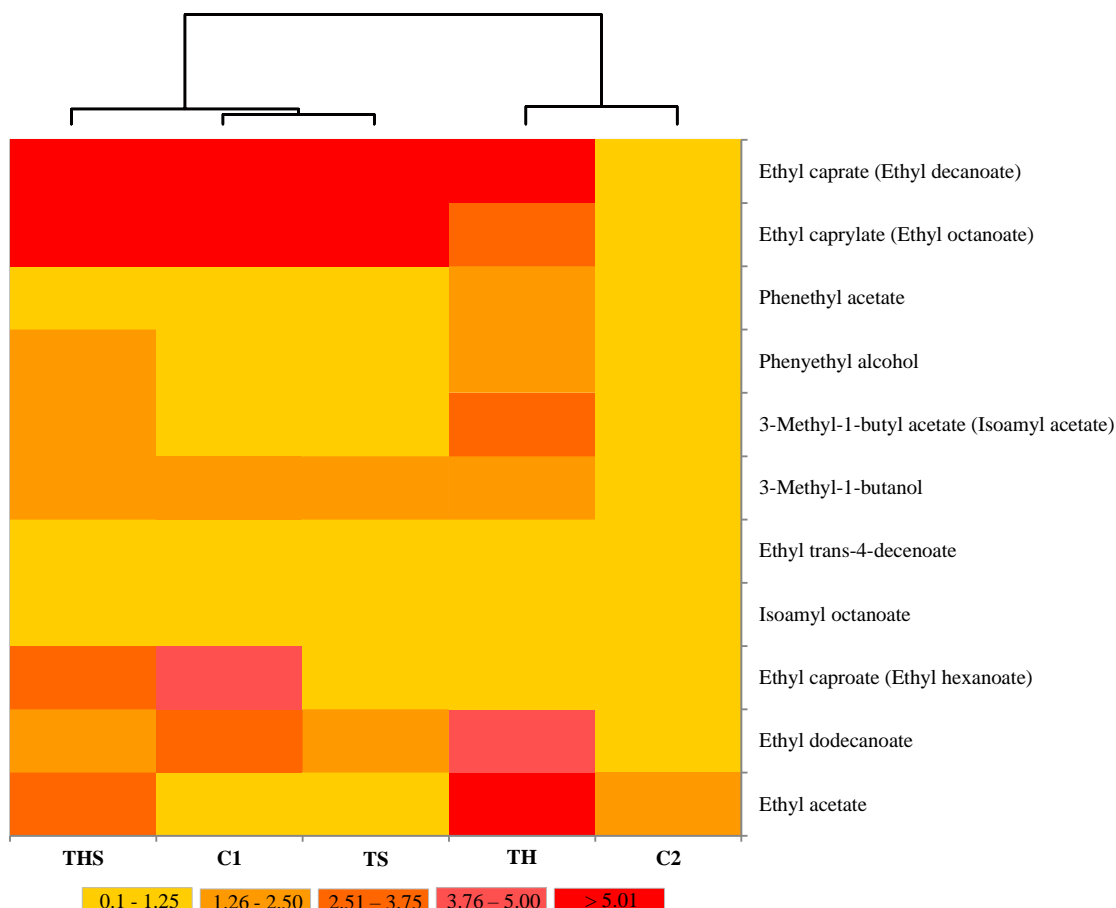 Ethyl caprate (Ethyl decanoate)
Ethyl caprylate (Ethyl octanoate)
Phenethyl acetate
Phenyethyl alcohol
3-Methyl-1-butyl acetate (Isoamyl acetate)
3-Methyl-1-butanol
Ethyl trans-4-decenoate
Isoamyl octanoate
Ethyl caproate (Ethyl hexanoate)
Ethyl dodecanoate
Ethyl acetate
THS C1 TS TH C2
0.1 - 1.25 1.26 - 2.50 2.51 – 3.75 3.76 – 5.00 > 5.01